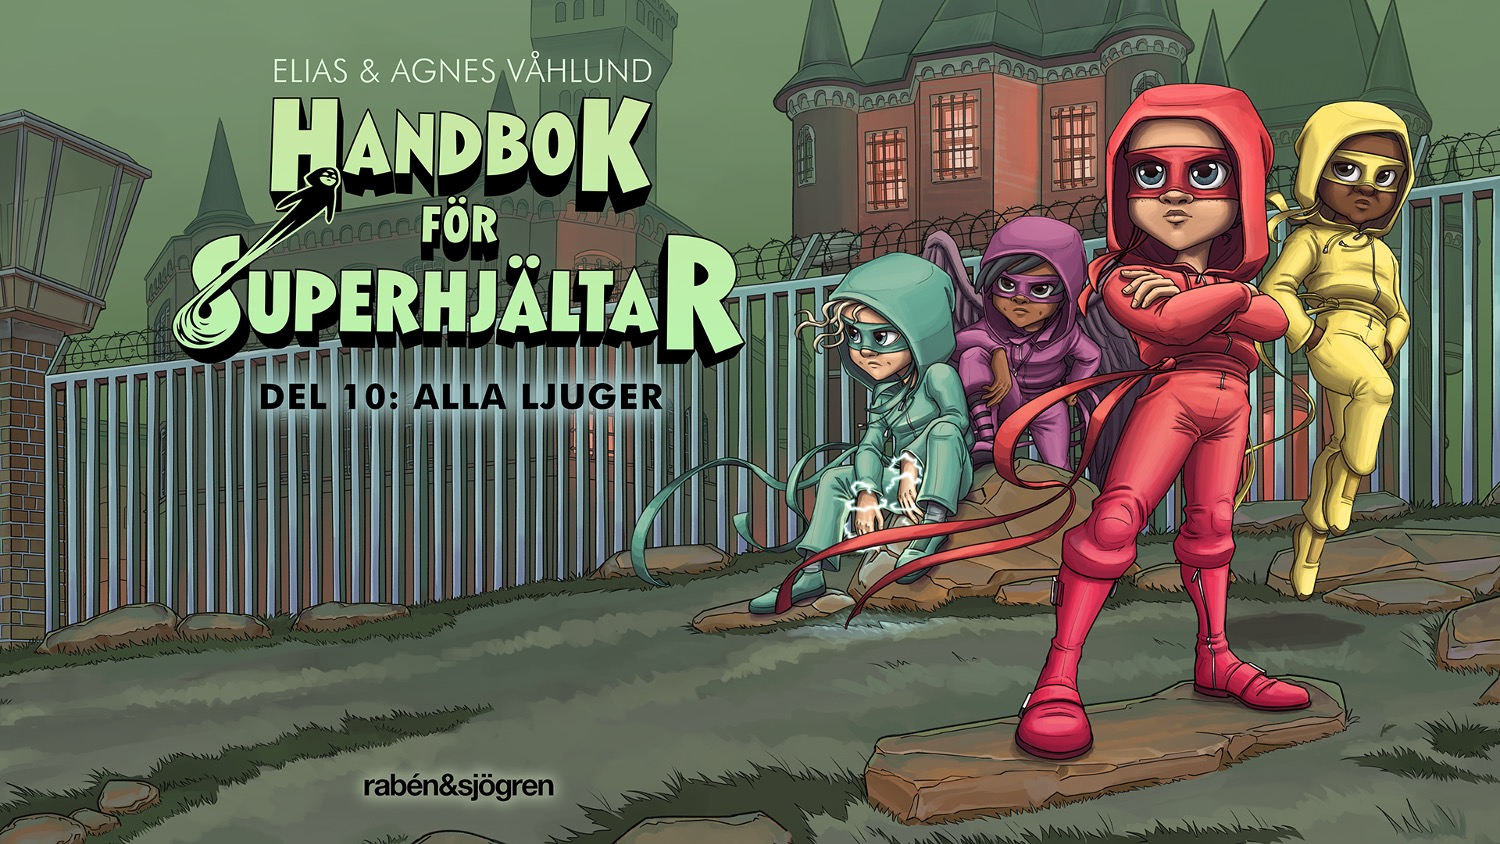 ELIAS & AGNES VÅHLUND
HANDBOK
FÖR
SUPERHJÄLTAR
DEL 10: ALLA LJUGER
rabén&sjögren